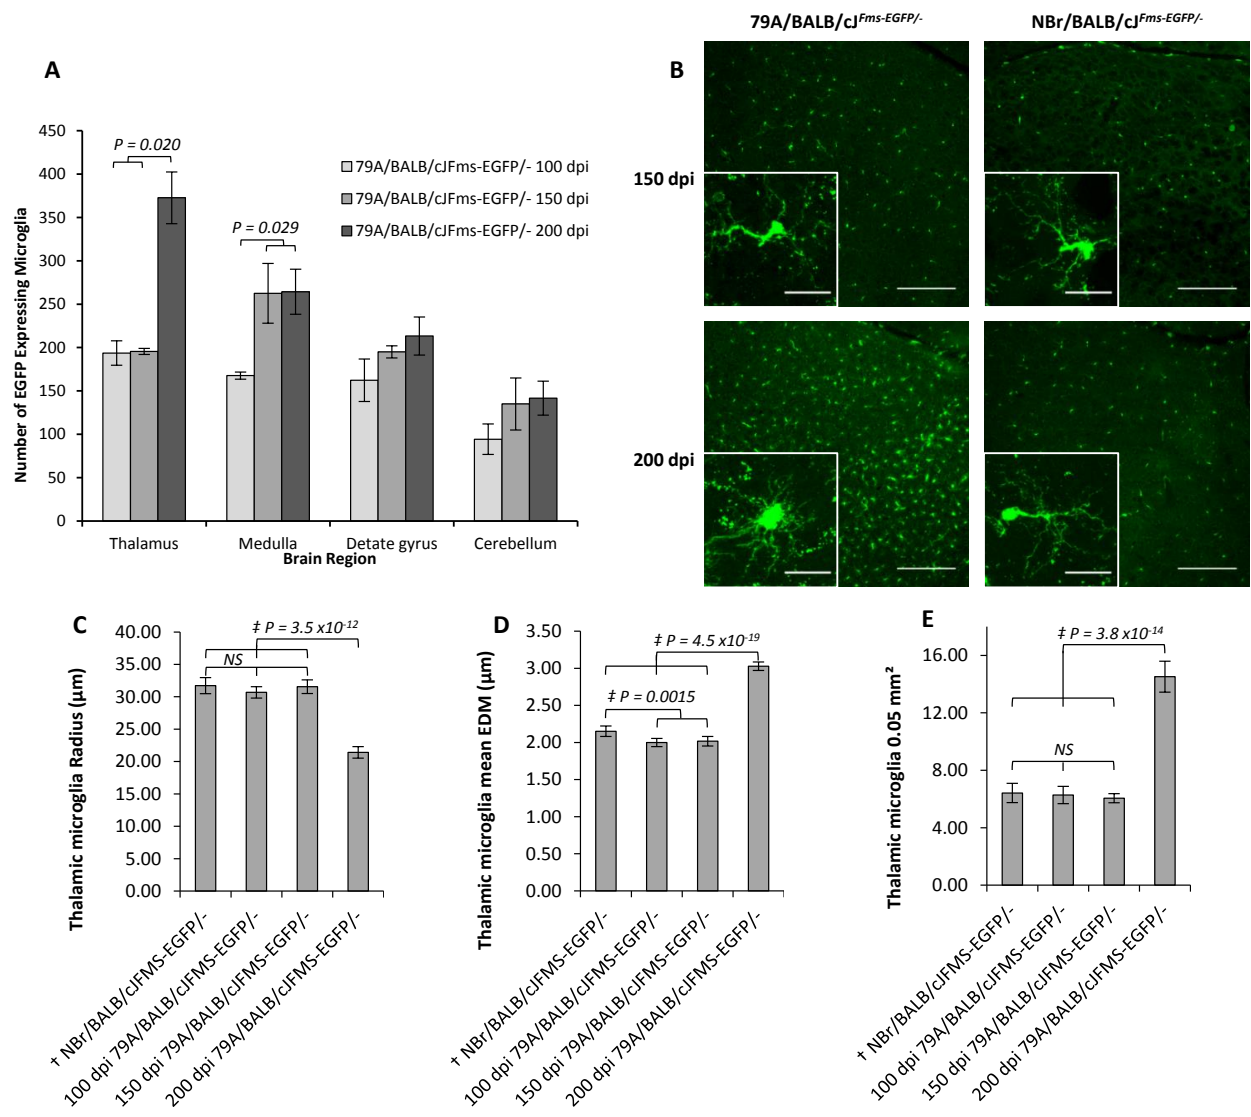 A
450
400
350
300
250
200
150
100
50
0
Number of EGFP Expressing Microglia
P = 0.020
P = 0.029
79A/BALB/cJFms-EGFP/- 100 dpi
79A/BALB/cJFms-EGFP/- 150 dpi
79A/BALB/cJFms-EGFP/- 200 dpi
Thalamus Medulla Detate gyrus Cerebellum
Brain Region
B
79A/BALB/cJFms-EGFP/- NBr/BALB/cJFms-EGFP/-
150 dpi
200 dpi
C
40.00
35.00
30.00
25.00
20.00
15.00
10.00
5.00
0.00
Thalamic microglia Radius (µm)
‡ P = 3.5 x10-12
NS
† NBr/BALB/cJFMS-EGFP/-
100 dpi 79A/BALB/cJFMS-EGFP/-
150 dpi 79A/BALB/cJFMS-EGFP/-
200 dpi 79A/BALB/cJFMS-EGFP/-
D
3.50
3.00
2.50
2.00
1.50
1.00
0.50
0.00
Thalamic microglia mean EDM (µm)
‡ P = 4.5 x10-19
‡ P = 0.0015
† NBr/BALB/cJFMS-EGFP/-
100 dpi 79A/BALB/cJFMS-EGFP/-
150 dpi 79A/BALB/cJFMS-EGFP/-
200 dpi 79A/BALB/cJFMS-EGFP/-
E
16.00
12.00
8.00
4.00
0.00
Thalamic microglia 0.05 mm²
‡ P = 3.8 x10-14
NS
† NBr/BALB/cJFMS-EGFP/-
100 dpi 79A/BALB/cJFMS-EGFP/-
150 dpi 79A/BALB/cJFMS-EGFP/-
200 dpi 79A/BALB/cJFMS-EGFP/-